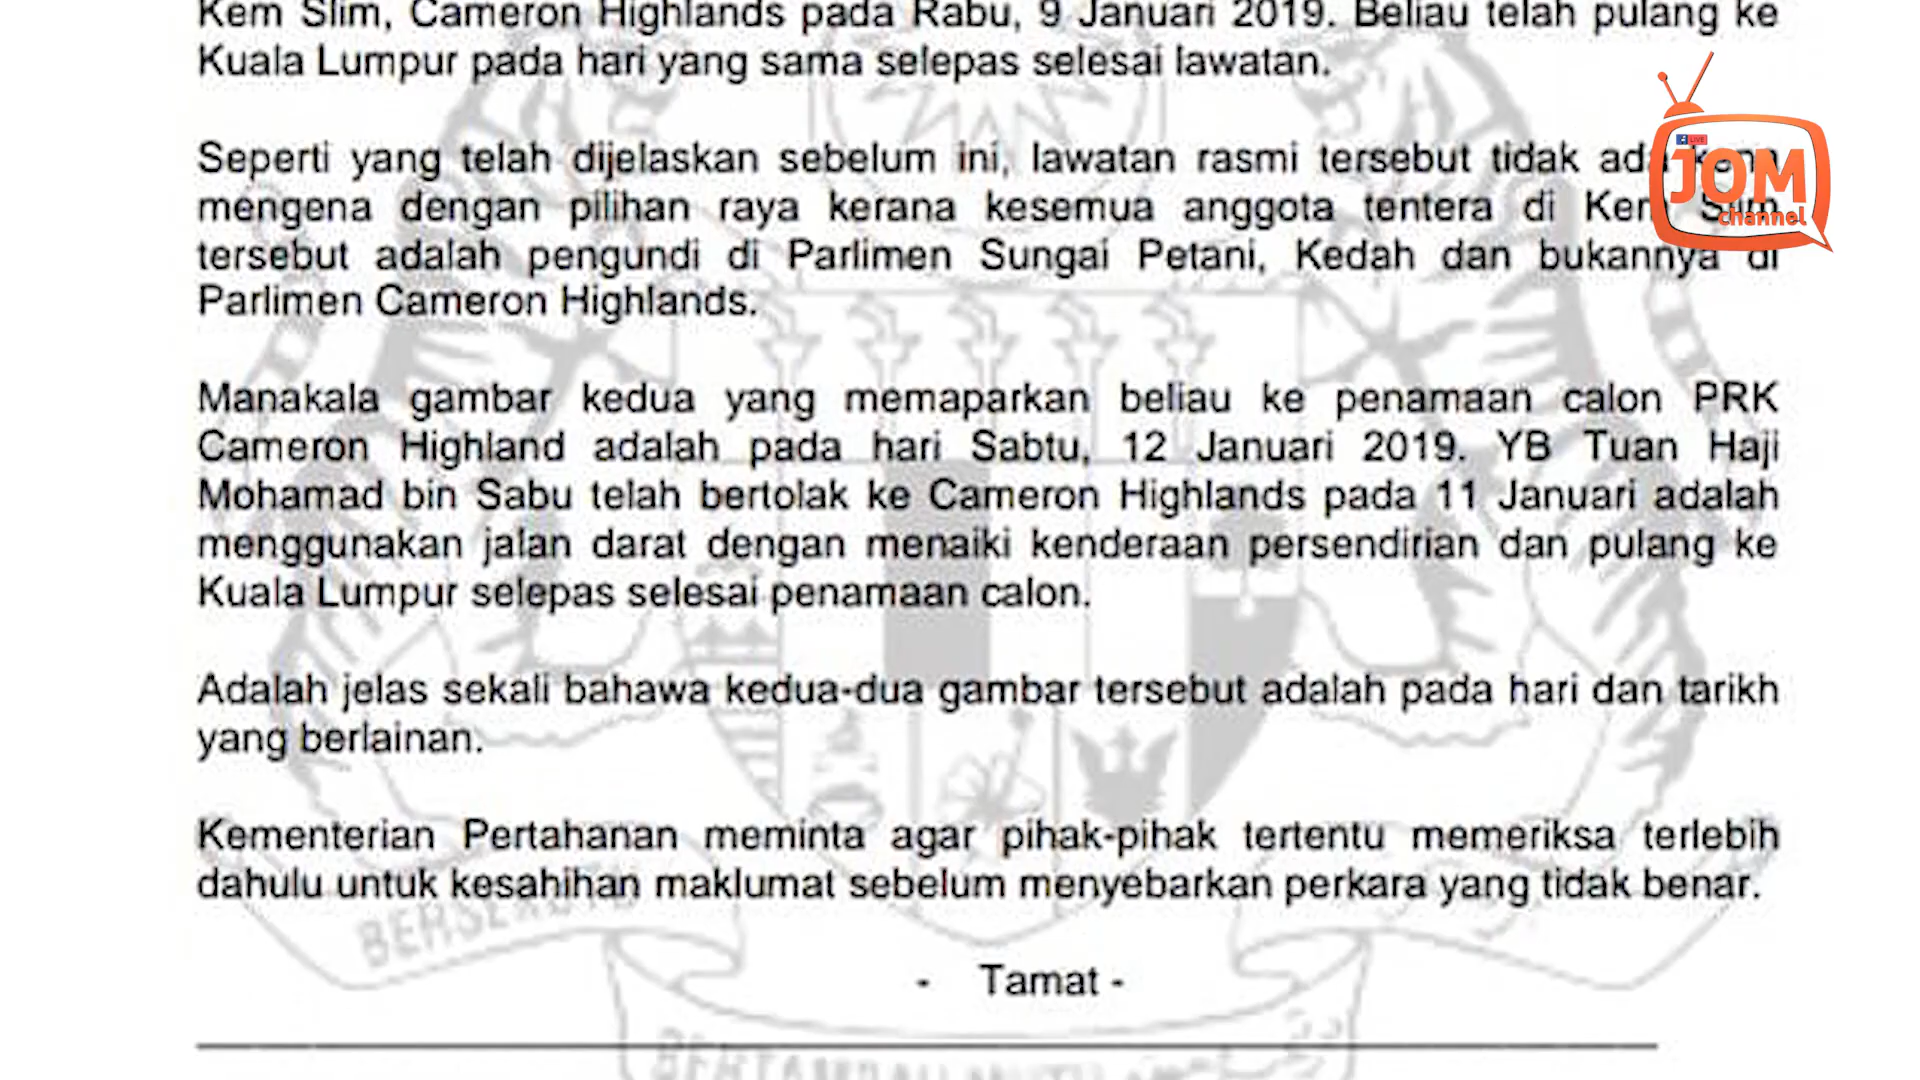 Kem Slim, Cameron Highlands pada Rabu, 9 Januari 2019. Beliau telah pulang ke
Kuala Lumpur pada hari yang sama selepas selesai lawatan.
Seperti yang telah dijelaskan sebelum ini, lawatan rasmi tersebut tidak ada kena
mengena dengan pilihan raya kerana kesemua anggota tentera di Kem Slim
tersebut adalah pengundi di Parlimen Sungai Petani, Kedah dan bukannya di
Parlimen Cameron Highlands.
Manakala gambar kedua yang memaparkan beliau ke penamaan calon PRK
Cameron Highland adalah pada hari Sabtu, 12 Januari 2019. YB Tuan Haji
Mohamad bin Sabu telah bertolak ke Cameron Highlands pada 11 Januari adalah
menggunakan jalan darat dengan menaiki kenderaan persendirian dan pulang ke
Kuala Lumpur selepas selesai penamaan calon.
Adalah jelas sekali bahawa kedua-dua gambar tersebut adalah pada hari dan tarikh
yang berlainan.
Kementerian Pertahanan meminta agar pihak-pihak tertentu memeriksa terlebih
dahulu untuk kesahihan maklumat sebelum menyebarkan perkara yang tidak benar.
- Tamat -
LIVE
JOM
channel